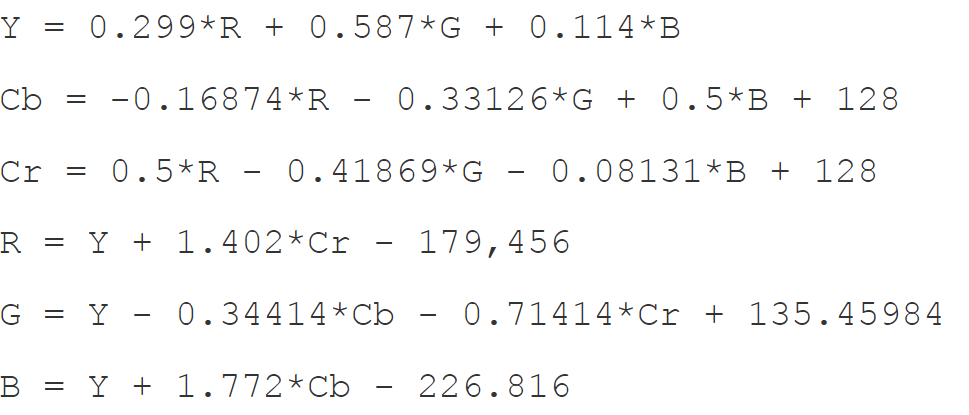 Y = 0.299*R + 0.587*G + 0.114*B
Cb = -0.16874*R - 0.33126*G + 0.5*B + 128
Cr = 0.5*R - 0.41869*G - 0.08131*B + 128
R = Y + 1.402*Cr - 179,456
G = Y - 0.34414*Cb - 0.71414*Cr + 135.45984
B = Y + 1.772*Cb - 226.816